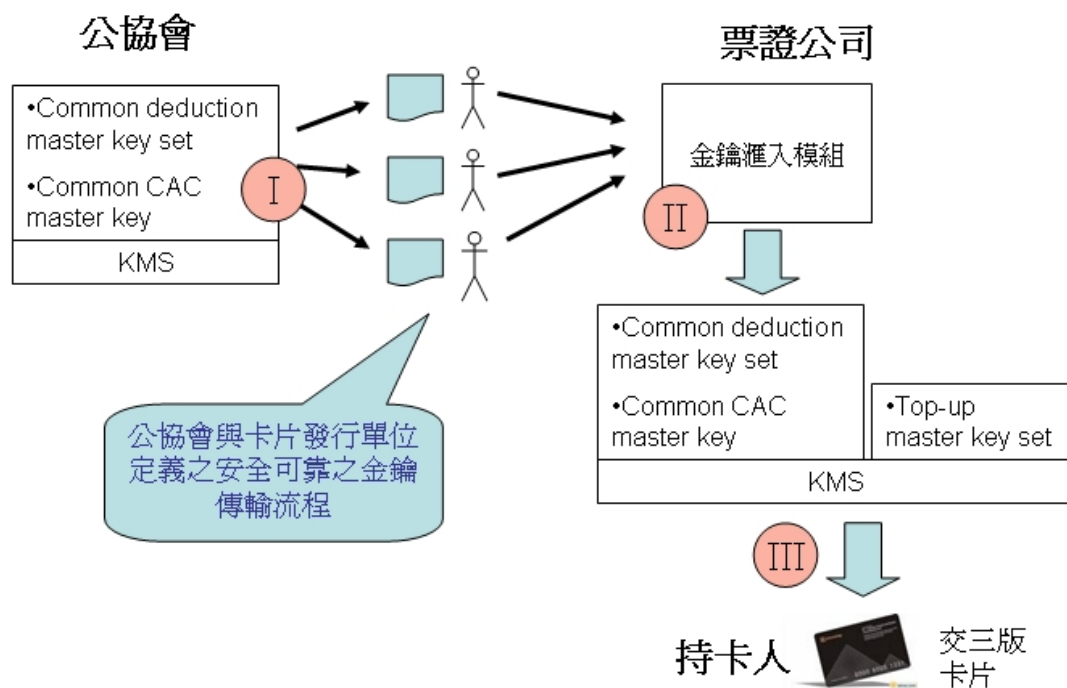 公協會
票證公司
•Common deduction
master key set
•Common CAC
master key
KMS
I
金鑰滙入模組
II
•Common deduction
master key set
•Common CAC
master key
•Top-up
master key set
KMS
公協會與卡片發行單位
定義之安全可靠之金鑰
傳輸流程
III
持卡人
交三版
卡片